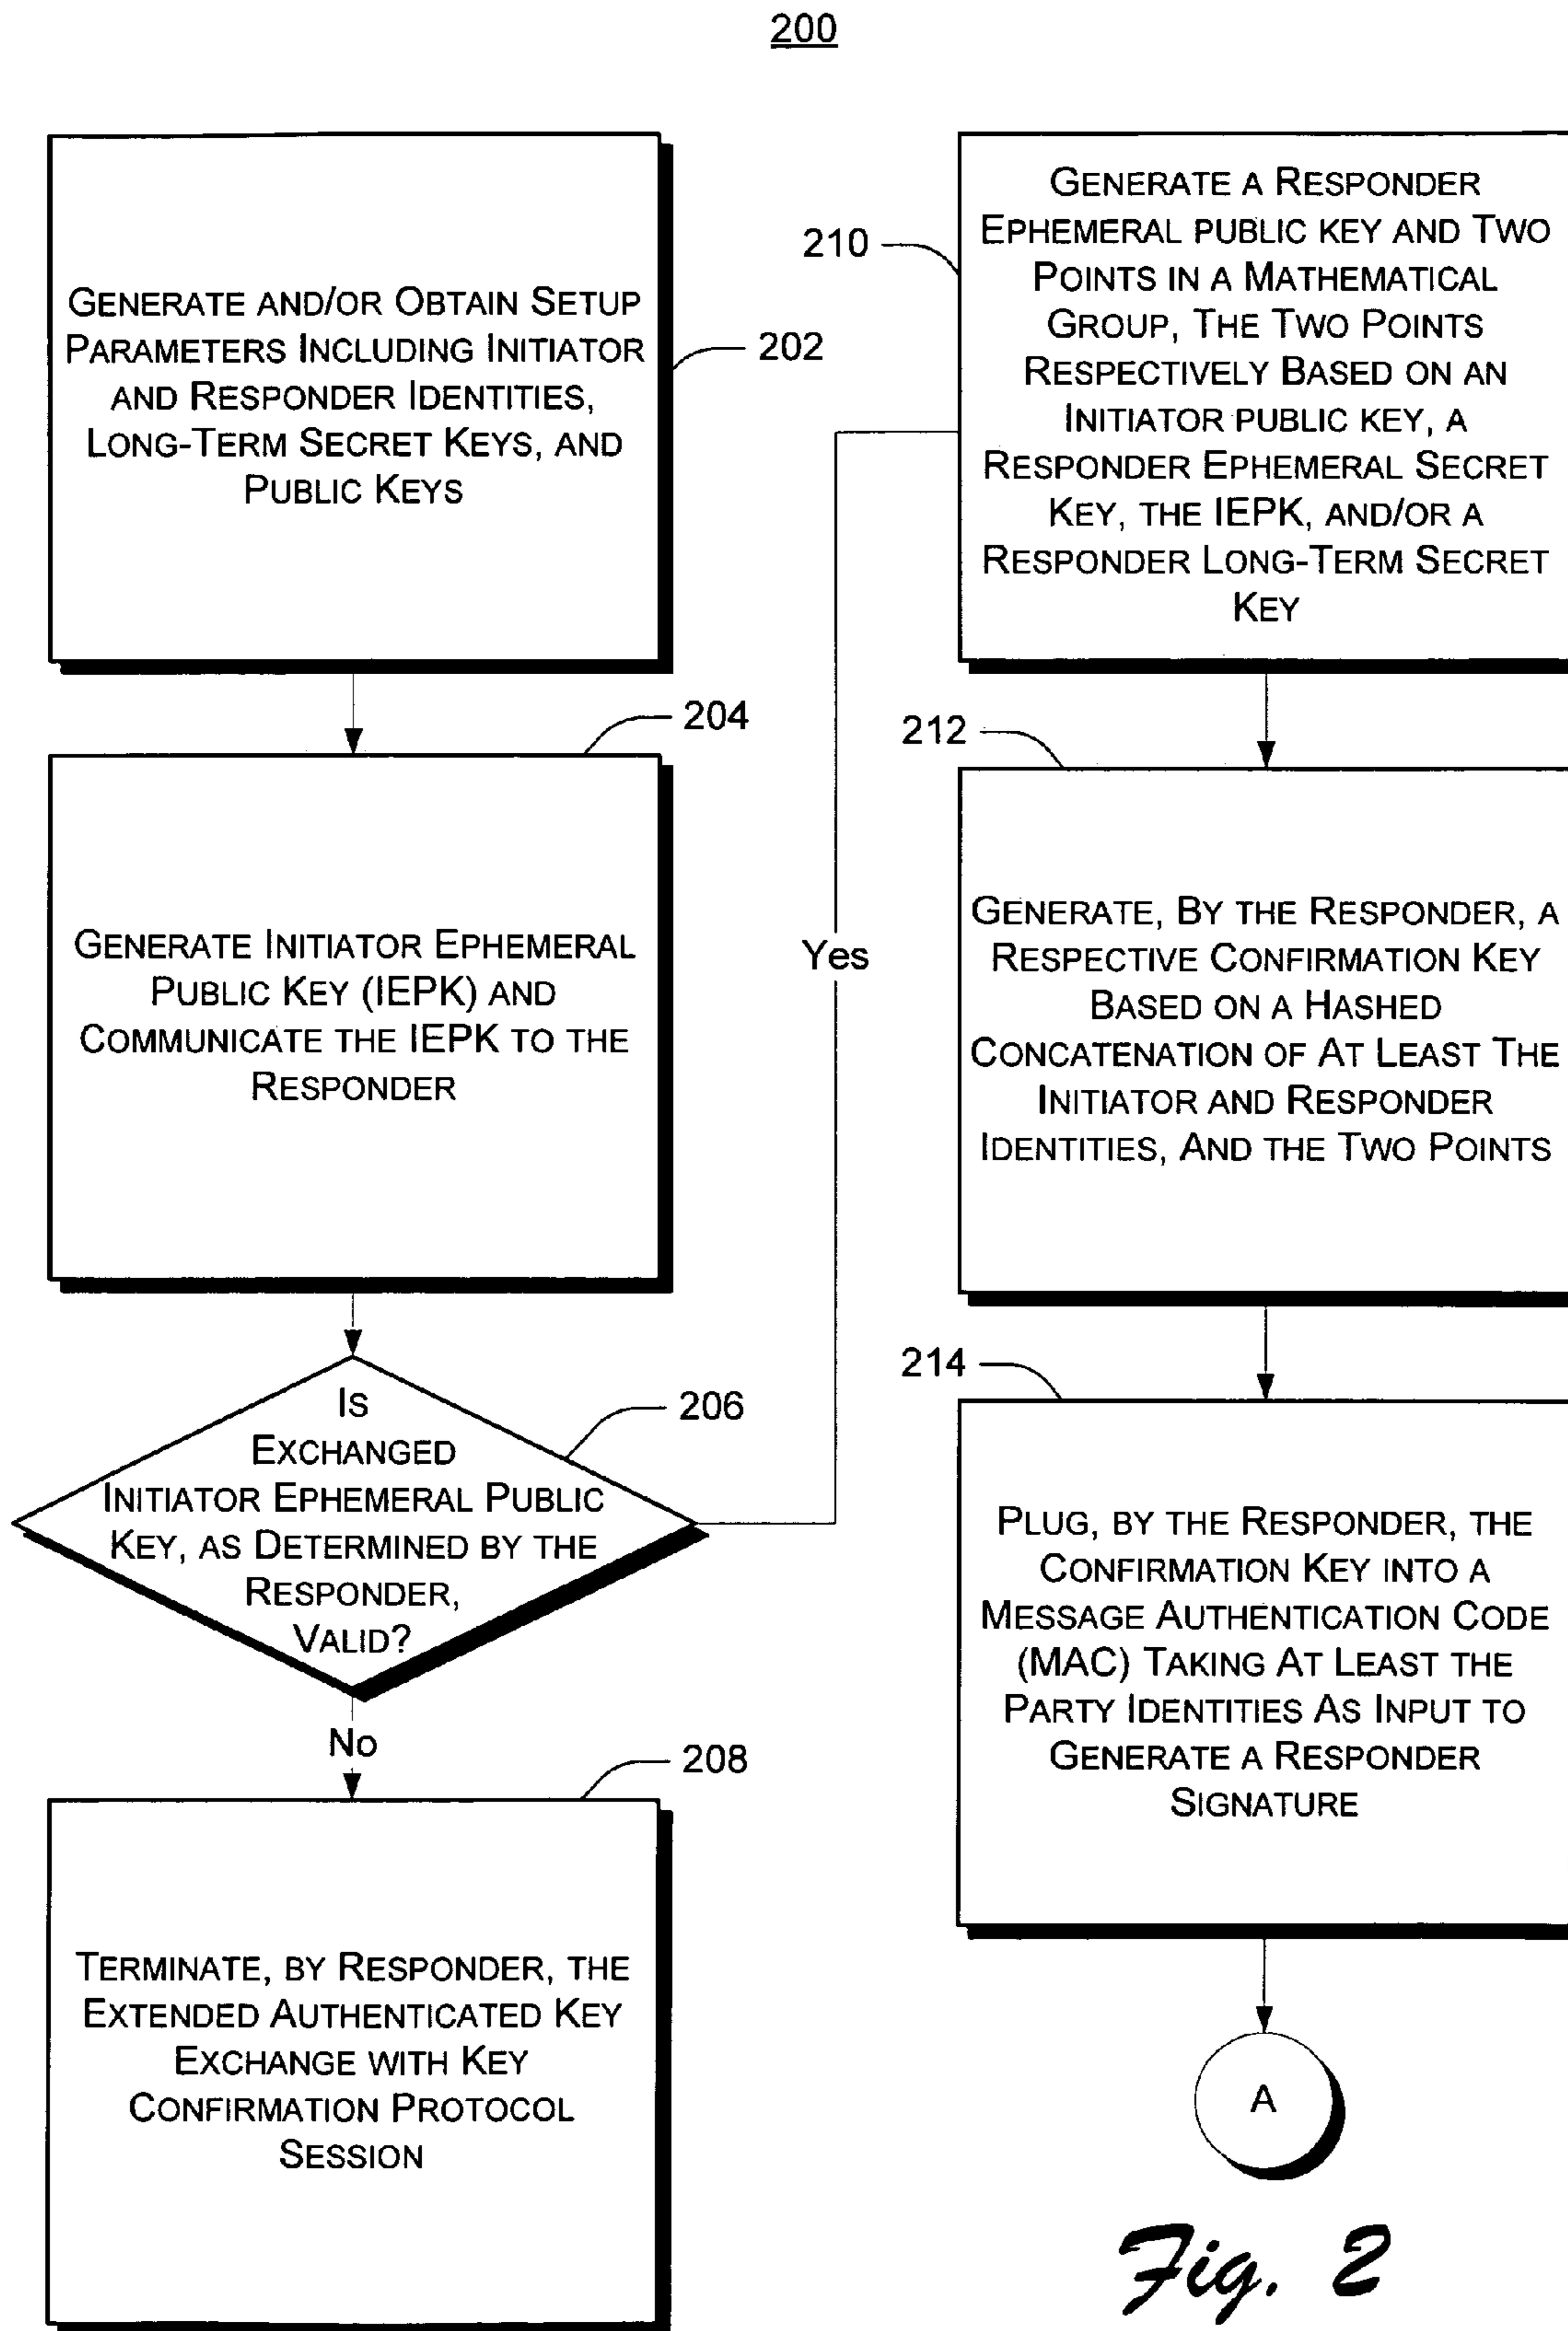 200
GENERATE AND/OR OBTAIN SETUP
PARAMETERS INCLUDING INITIATOR
AND RESPONDER IDENTITIES,
LONG-TERM SECRET KEYS, AND
PUBLIC KEYS
202
GENERATE INITIATOR EPHEMERAL
PUBLIC KEY (IEPK) AND
COMMUNICATE THE IEPK TO THE
RESPONDER
204
IS
EXCHANGED
INITIATOR EPHEMERAL PUBLIC
KEY, AS DETERMINED BY THE
RESPONDER,
VALID?
206
Yes
NO
TERMINATE, BY RESPONDER, THE
EXTENDED AUTHENTICATED KEY
EXCHANGE WITH KEY
CONFIRMATION PROTOCOL
SESSION
208
GENERATE A RESPONDER
EPHEMERAL PUBLIC KEY AND TWO
POINTS IN A MATHEMATICAL
GROUP, THE TWO POINTS
RESPECTIVELY BASED ON AN
INITIATOR PUBLIC KEY, A
RESPONDER EPHEMERAL SECRET
KEY, THE IEPK, AND/OR A
RESPONDER LONG-TERM SECRET
KEY
210
GENERATE, BY THE RESPONDER, A
RESPECTIVE CONFIRMATION KEY
BASED ON A HASHED
CONCATENATION OF AT LEAST THE
INITIATOR AND RESPONDER
IDENTITIES, AND THE TWO POINTS
212
PLUG, BY THE RESPONDER, THE
CONFIRMATION KEY INTO A
MESSAGE AUTHENTICATION CODE
(MAC) TAKING AT LEAST THE
PARTY IDENTITIES AS INPUT TO
GENERATE A RESPONDER
SIGNATURE
214
A
Fig. 2